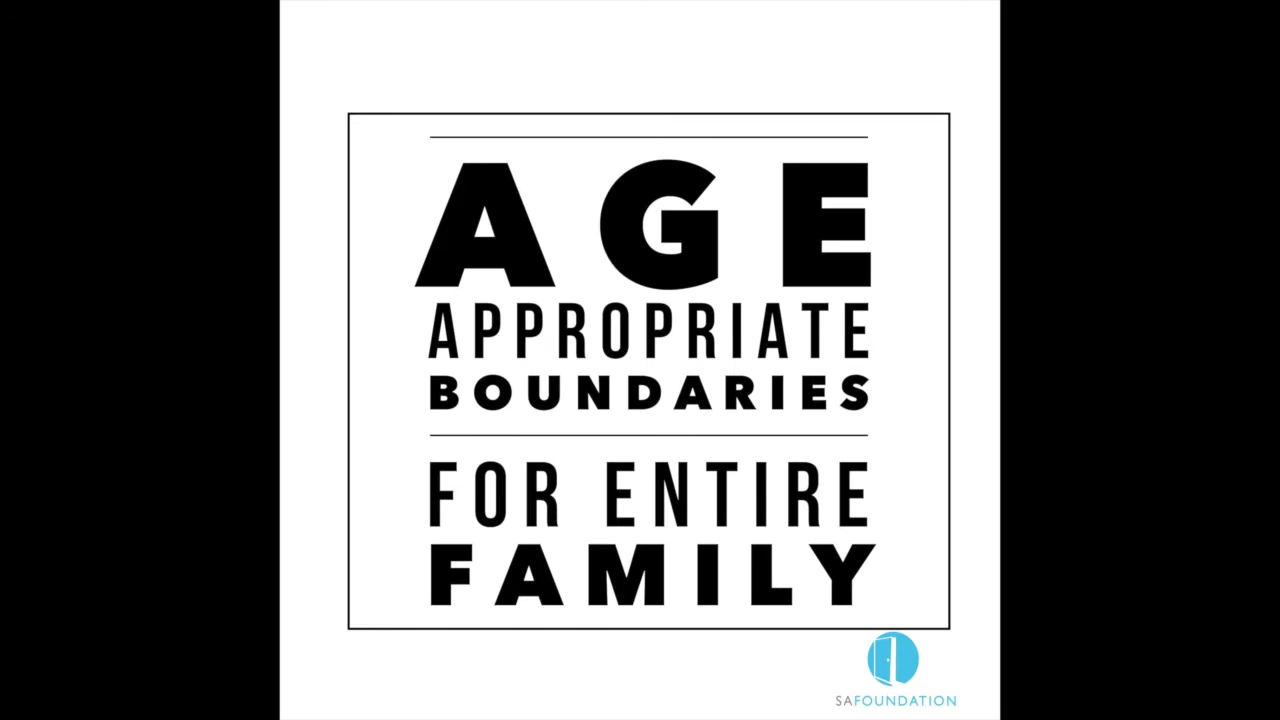 AGE
APPROPRIATE
BOUNDARIES
FOR ENTIRE
FAMILY
SAFOUNDATION